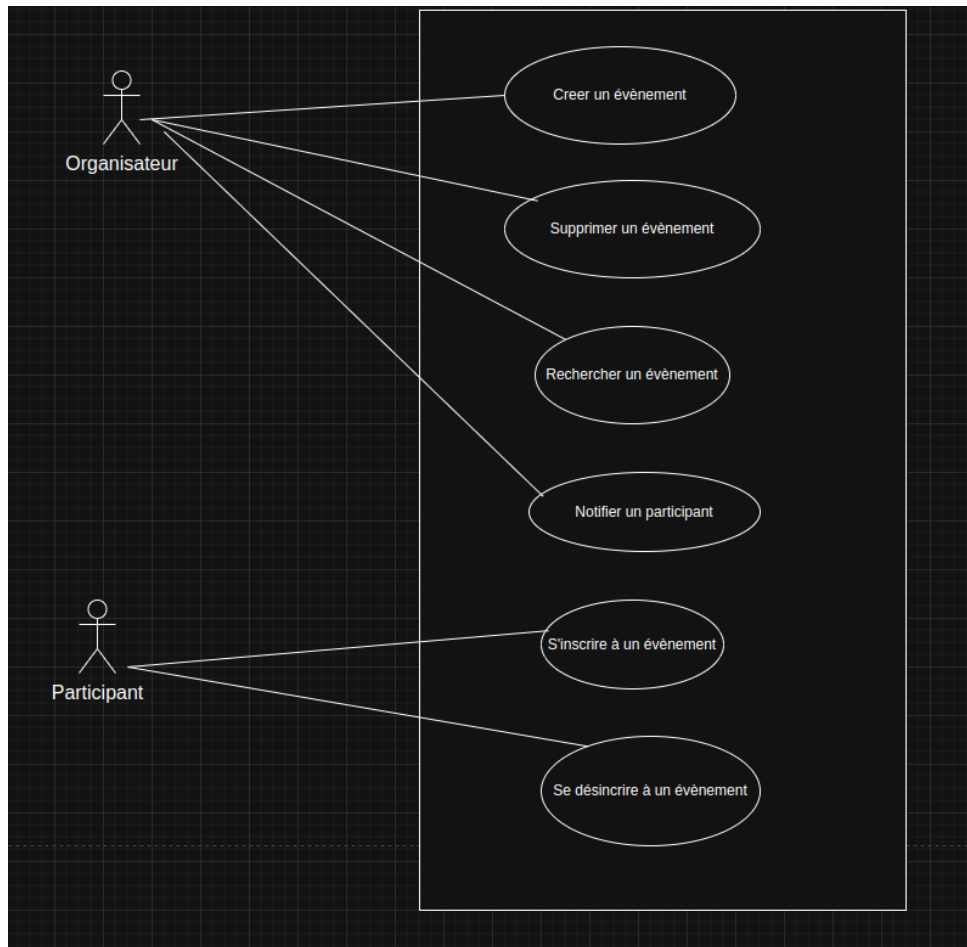 Creer un évènement
Organisateur
Supprimer un évènement
Rechercher un évènement
Notifier un participant
S'inscrire à un évènement
Participant
Se désincrire à un évènement